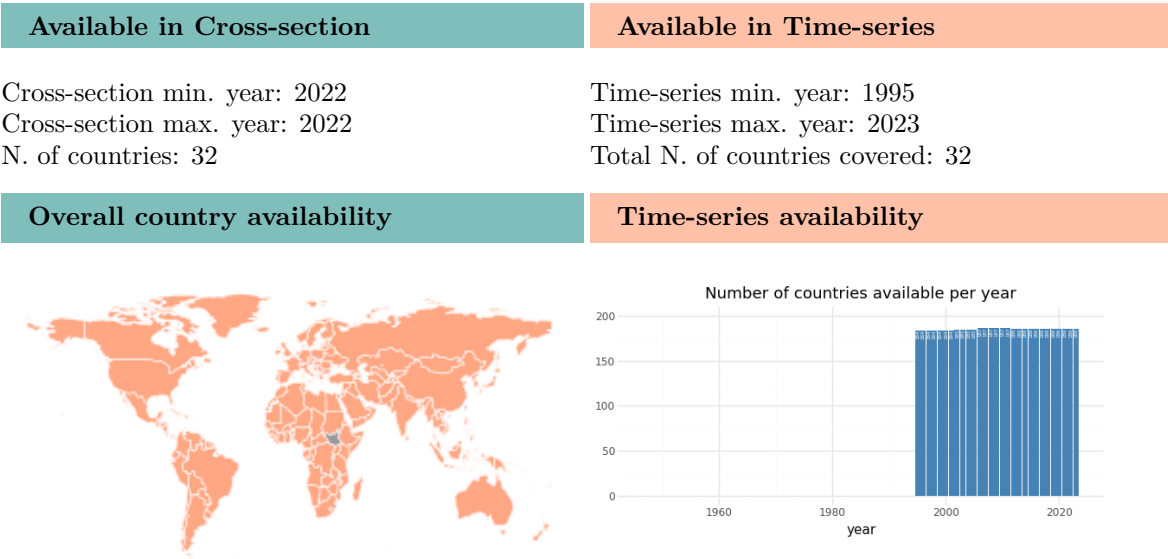 Available in Cross-section
Available in Time-series
Cross-section min. year: 2022
Cross-section max. year: 2022
N. of countries: 32
Time-series min. year: 1995
Time-series max. year: 2023
Total N. of countries covered: 32
Overall country availability
Time-series availability
Number of countries available per year
200
150
100
50
0
1960
1980
2000
2020
year